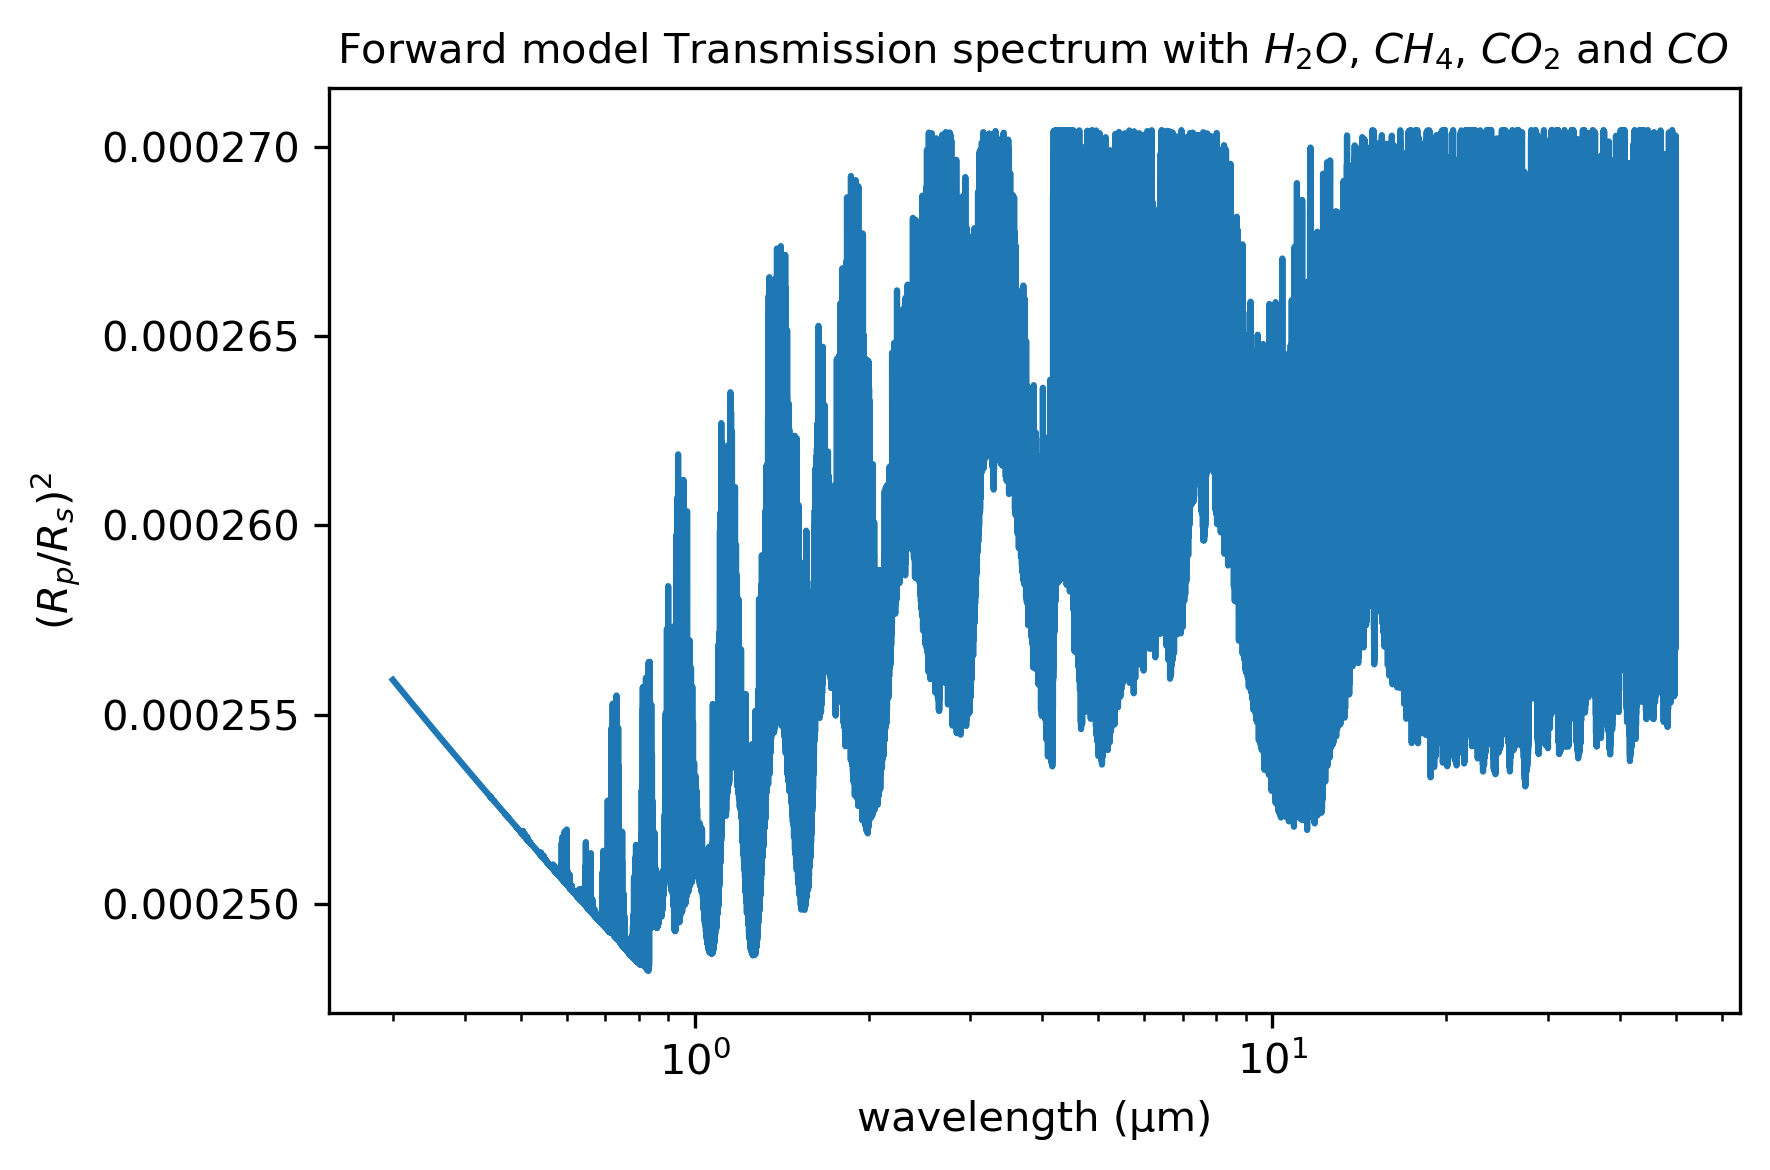 Forward model Transmission spectrum with H₂O, CH₄, CO₂ and CO
0.000270
0.000265
0.000260
0.000255
0.000250
(Rₚ/Rₛ)²
10⁰ 10¹
wavelength (μm)